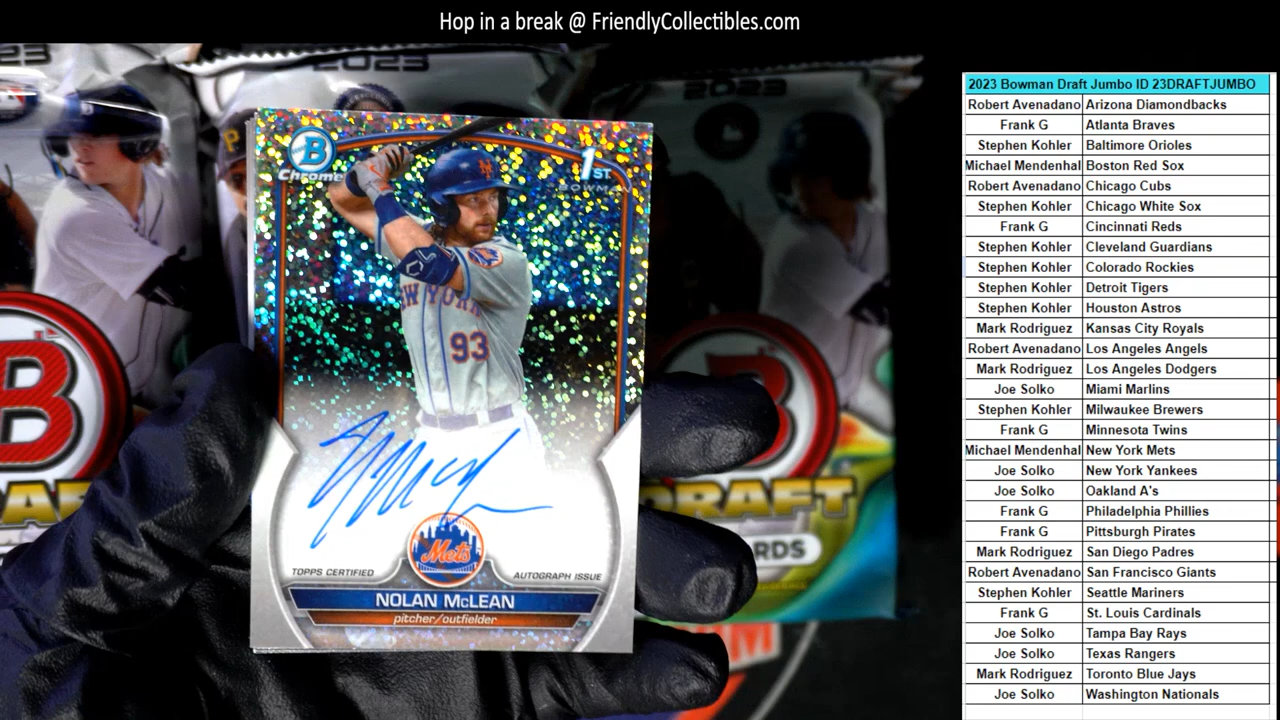 Hop in a break @ FriendlyCollectibles.com
23
2023
2023
B
Chrome
1ST
BOWMAN
NEW YORK
93
B
DRAFT
CARDS
TOPPS CERTIFIED
AUTOGRAPH ISSUE
Mets
NOLAN McLEAN
pitcher/outfielder
2023 Bowman Draft Jumbo ID 23DRAFTJUMBO
Robert Avenadano Arizona Diamondbacks
Frank G Atlanta Braves
Stephen Kohler Baltimore Orioles
Michael Mendenhal Boston Red Sox
Robert Avenadano Chicago Cubs
Stephen Kohler Chicago White Sox
Frank G Cincinnati Reds
Stephen Kohler Cleveland Guardians
Stephen Kohler Colorado Rockies
Stephen Kohler Detroit Tigers
Stephen Kohler Houston Astros
Mark Rodriguez Kansas City Royals
Robert Avenadano Los Angeles Angels
Mark Rodriguez Los Angeles Dodgers
Joe Solko Miami Marlins
Stephen Kohler Milwaukee Brewers
Frank G Minnesota Twins
Michael Mendenhal New York Mets
Joe Solko New York Yankees
Joe Solko Oakland A's
Frank G Philadelphia Phillies
Frank G Pittsburgh Pirates
Mark Rodriguez San Diego Padres
Robert Avenadano San Francisco Giants
Stephen Kohler Seattle Mariners
Frank G St. Louis Cardinals
Joe Solko Tampa Bay Rays
Joe Solko Texas Rangers
Mark Rodriguez Toronto Blue Jays
Joe Solko Washington Nationals